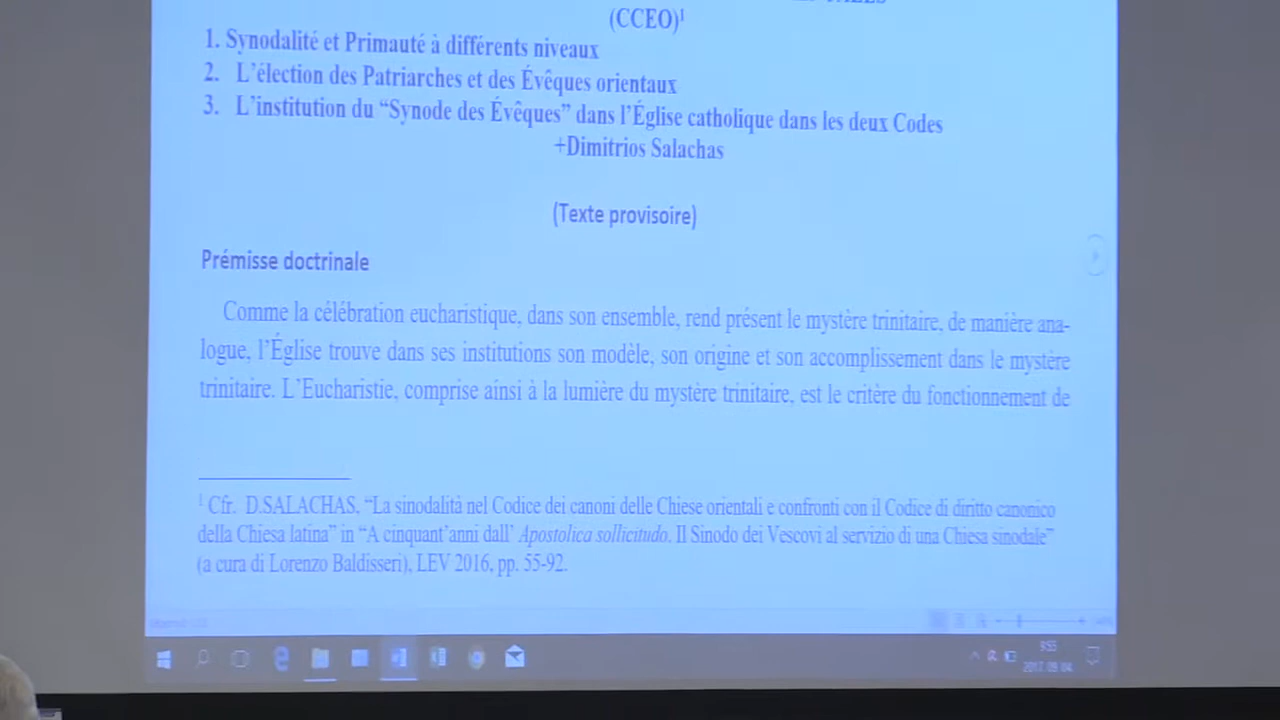 (CCEO)¹
1. Synodalité et Primauté à différents niveaux
2. L’élection des Patriarches et des Évêques orientaux
3. L’institution du “Synode des Évêques” dans l’Église catholique dans les deux Codes
+Dimitrios Salachas
(Texte provisoire)
Prémisse doctrinale
Comme la célébration eucharistique, dans son ensemble, rend présent le mystère trinitaire, de manière ana-
logue, l’Église trouve dans ses institutions son modèle, son origine et son accomplissement dans le mystère
trinitaire. L’Eucharistie, comprise ainsi à la lumière du mystère trinitaire, est le critère du fonctionnement de
¹ Cfr. D.SALACHAS, “La sinodalità nel Codice dei canoni delle Chiese orientali e confronti con il Codice di diritto canonico
della Chiesa latina” in “A cinquant’anni dall’ Apostolica sollicitudo. Il Sinodo dei Vescovi al servizio di una Chiesa sinodale”
(a cura di Lorenzo Baldisseri), LEV 2016, pp. 55-92.
9:55
2017. 09. 04.